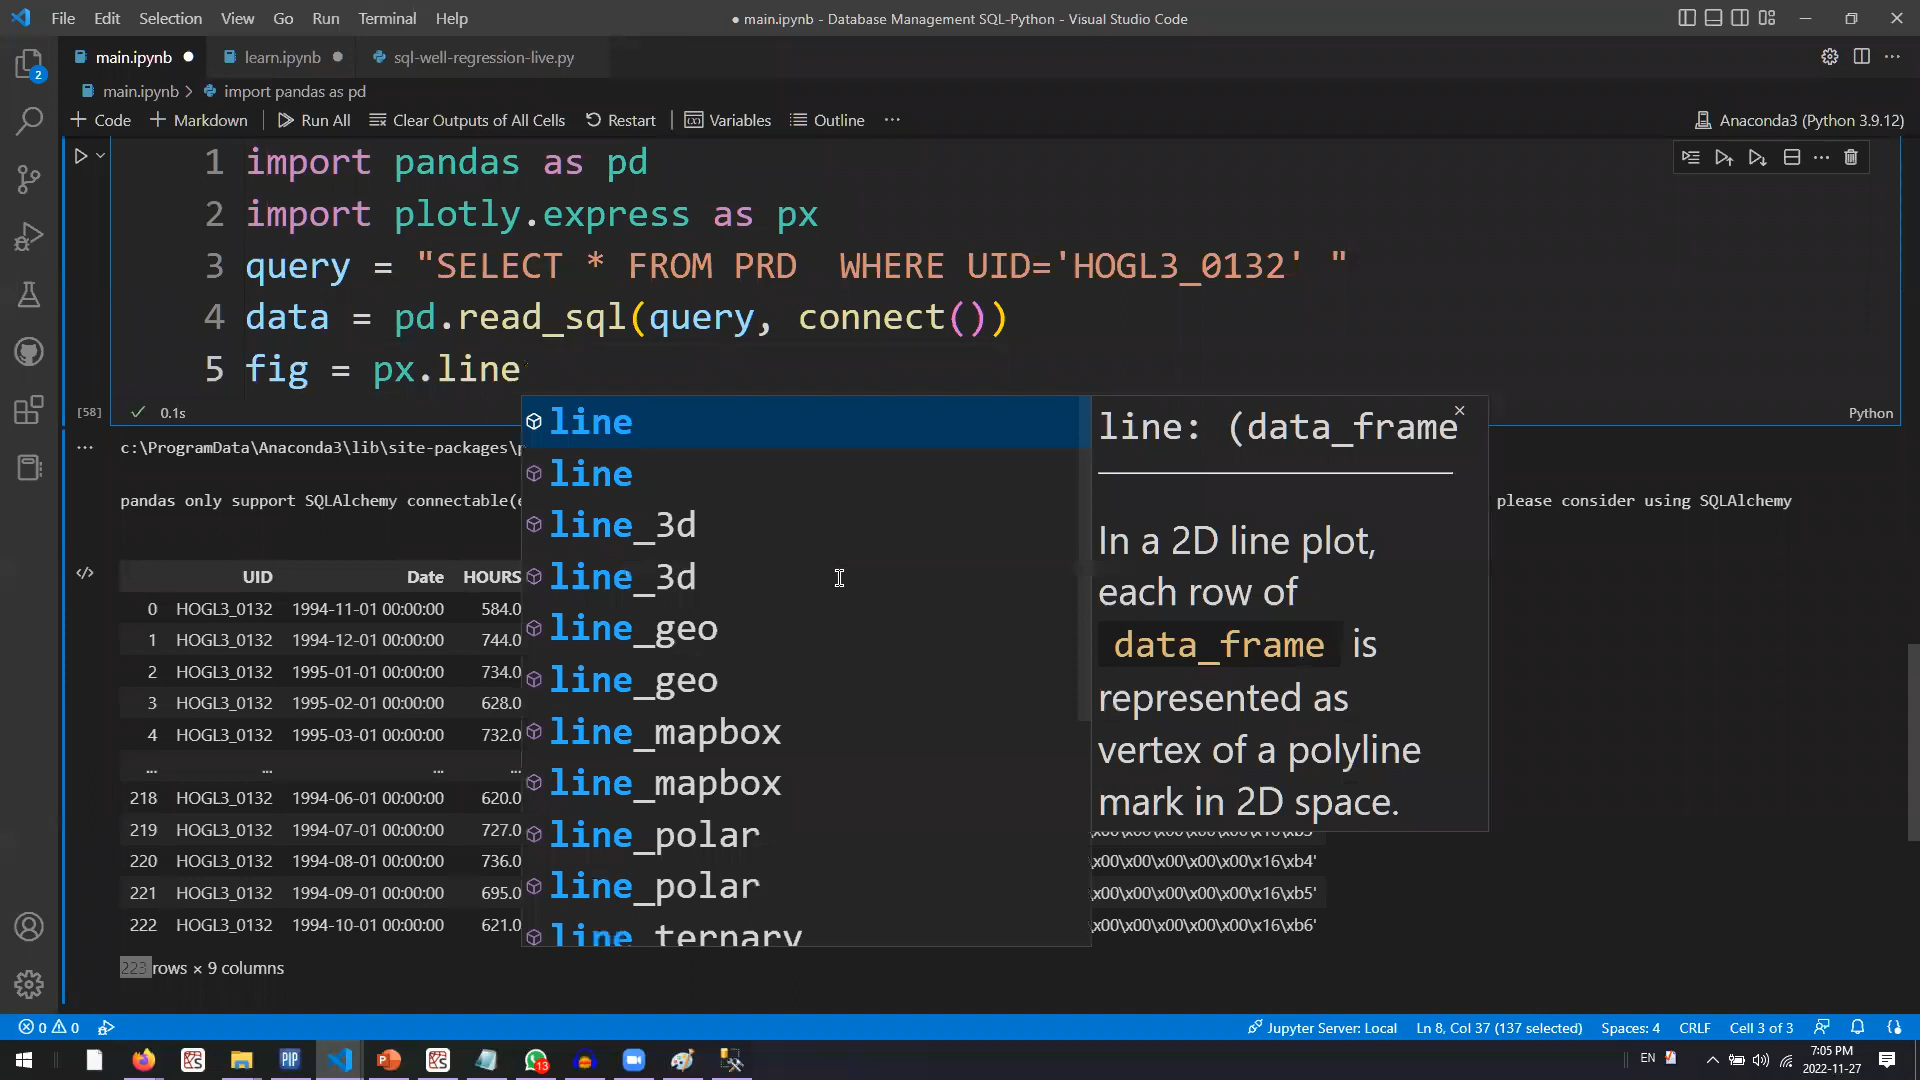 File Edit Selection View Go Run Terminal Help
● main.ipynb - Database Management SQL-Python - Visual Studio Code
main.ipynb
learn.ipynb
sql-well-regression-live.py
main.ipynb > import pandas as pd
+ Code + Markdown Run All Clear Outputs of All Cells Restart Variables Outline ...
Anaconda3 (Python 3.9.12)
1 import pandas as pd
2 import plotly.express as px
3 query = "SELECT * FROM PRD  WHERE UID='HOGL3_0132' "
4 data = pd.read_sql(query, connect())
5 fig = px.line
[58] 0.1s
Python
line
line
line_3d
line_3d
line_geo
line_geo
line_mapbox
line_mapbox
line_polar
line_polar
line_ternary
line: (data_frame
In a 2D line plot,
each row of
data_frame is
represented as
vertex of a polyline
mark in 2D space.
c:\ProgramData\Anaconda3\lib\site-packages\
pandas only support SQLAlchemy connectable(
please consider using SQLAlchemy
UID Date HOURS
0 HOGL3_0132 1994-11-01 00:00:00 584.0
1 HOGL3_0132 1994-12-01 00:00:00 744.0
2 HOGL3_0132 1995-01-01 00:00:00 734.0
3 HOGL3_0132 1995-02-01 00:00:00 628.0
4 HOGL3_0132 1995-03-01 00:00:00 732.0
... ... ... ...
218 HOGL3_0132 1994-06-01 00:00:00 620.0
219 HOGL3_0132 1994-07-01 00:00:00 727.0
220 HOGL3_0132 1994-08-01 00:00:00 736.0 \x00\x00\x00\x00\x00\x16\xb4'
221 HOGL3_0132 1994-09-01 00:00:00 695.0 \x00\x00\x00\x00\x00\x16\xb5'
222 HOGL3_0132 1994-10-01 00:00:00 621.0 \x00\x00\x00\x00\x00\x16\xb6'
223 rows × 9 columns
2
0 0
Jupyter Server: Local Ln 8, Col 37 (137 selected) Spaces: 4 CRLF Cell 3 of 3
PIP
13
EN
7:05 PM
2022-11-27